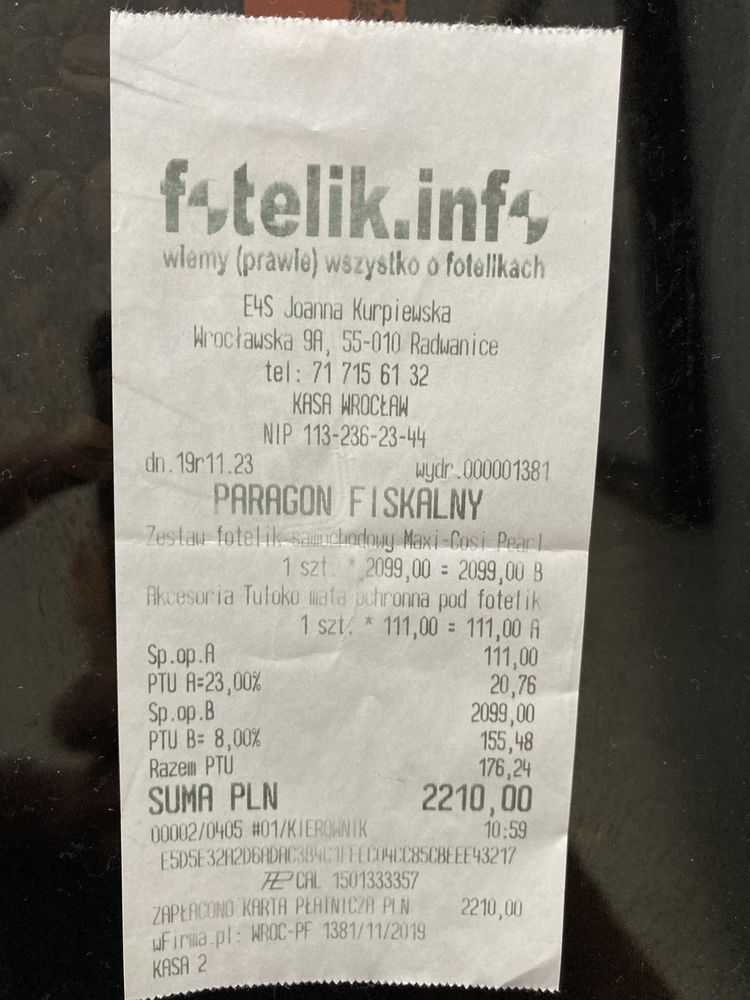 fotelik.info
wiemy (prawie) wszystko o fotelikach
E4S Joanna Kurpiewska
Wrocławska 9A, 55-010 Radwanice
tel: 71 715 61 32
KASA WROCŁAW
NIP 113-236-23-44
dn.19r11.23 wydr.000001381
PARAGON FISKALNY
Zestaw fotelik samochodowy Maxi-Cosi Pearl
1 szt. * 2099,00 = 2099,00 B
Akcesoria Tuloko mata ochronna pod fotelik
1 szt. * 111,00 = 111,00 A
Sp.op.A 111,00
PTU A=23,00% 20,76
Sp.op.B 2099,00
PTU B= 8,00% 155,48
Razem PTU 176,24
SUMA PLN 2210,00
00002/0405 #01/KIEROWNIK 10:59
CAL 1501333357
ZAPŁACONO KARTA PŁATNICZA PLN 2210,00
wFirma.pl: WROC-PF 1381/11/2019
KASA 2